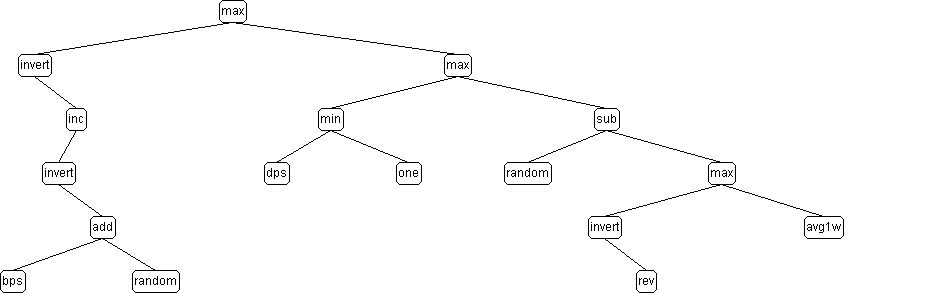 max
invert
max
inc
min
sub
invert
dps
one
random
max
add
invert
avg1w
bps
random
rev